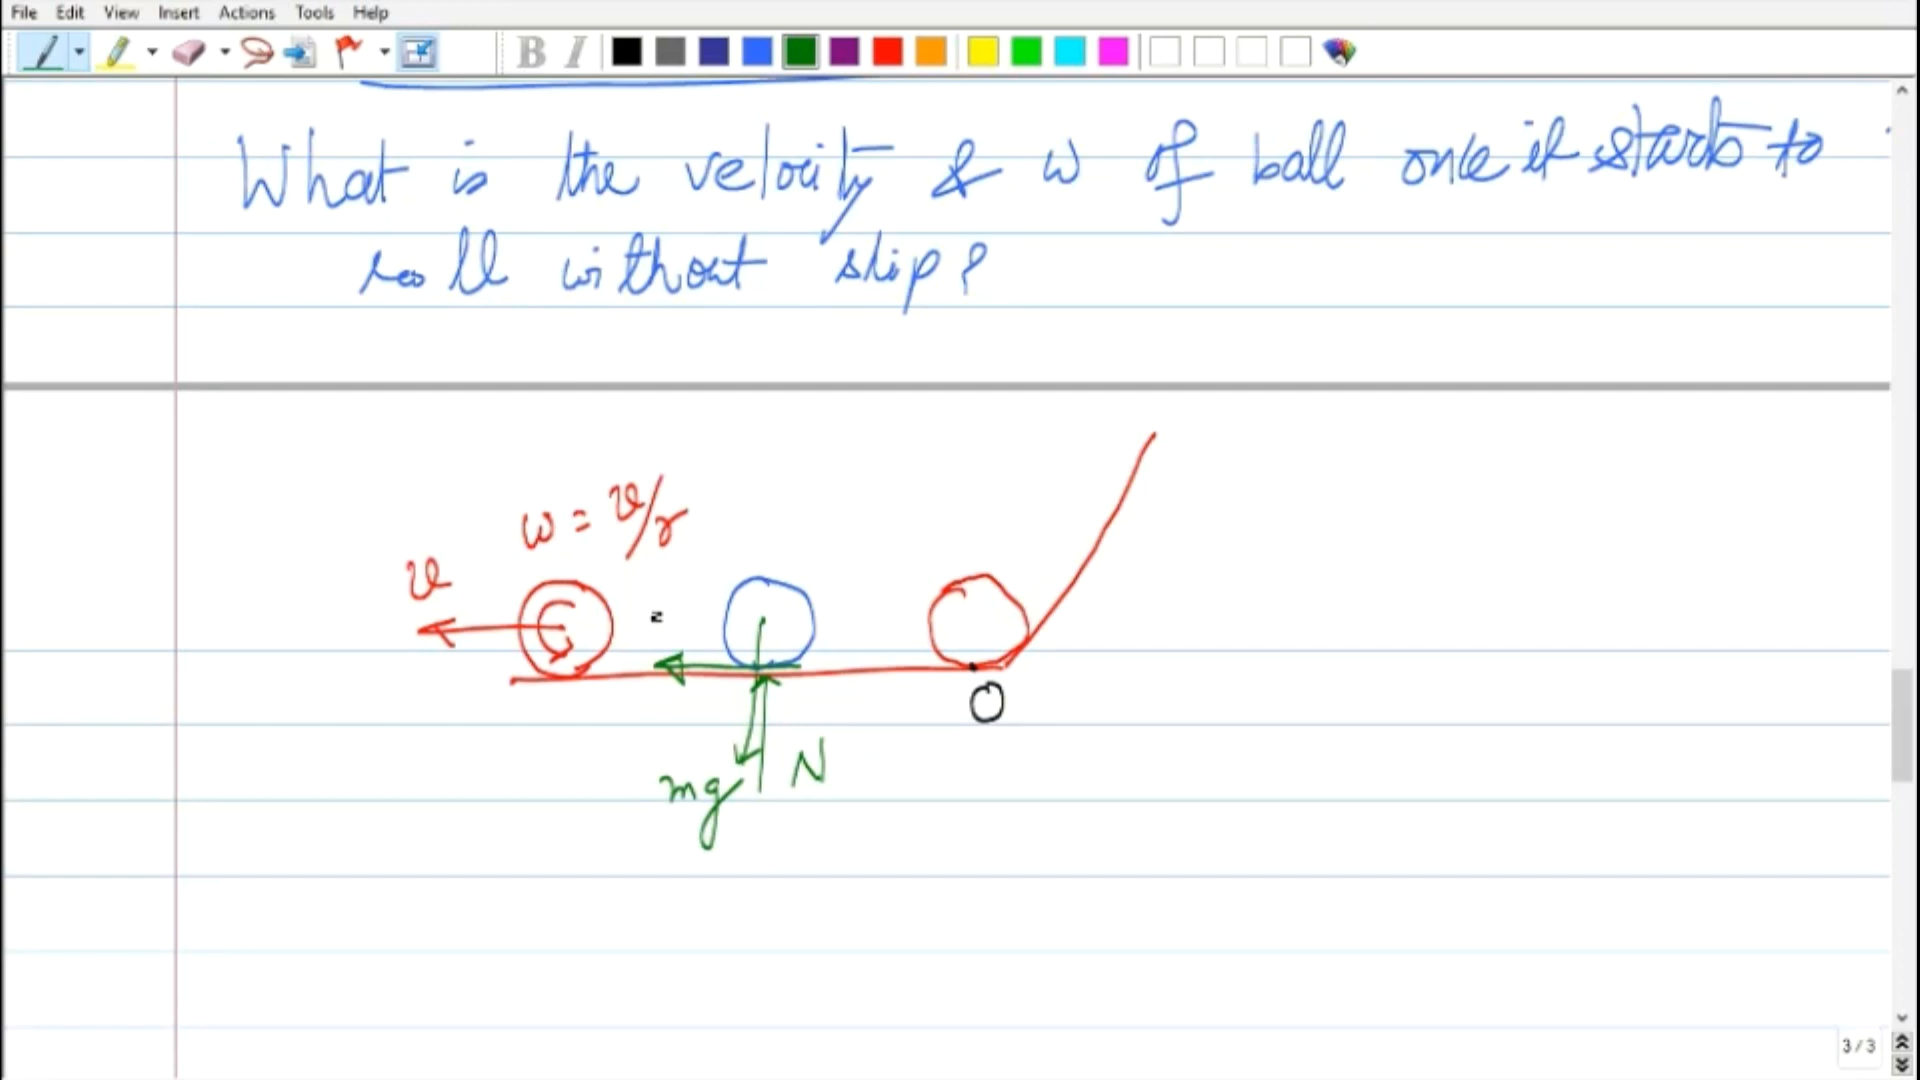 File Edit View Insert Actions Tools Help
B I
What is the velocity & ω of ball once it starts to
roll without slip?
ω = v/r
v
O
N
mg
3 / 3